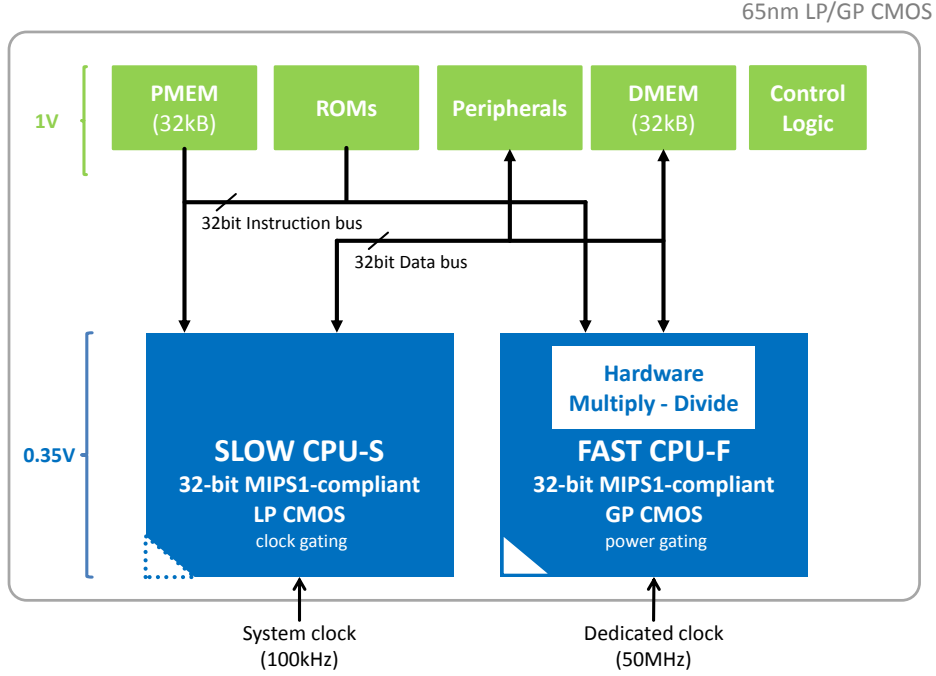 65nm LP/GP CMOS
1V
PMEM
(32kB)
ROMs
Peripherals
DMEM
(32kB)
Control
Logic
32bit Instruction bus
32bit Data bus
0.35V
SLOW CPU-S
32-bit MIPS1-compliant
LP CMOS
clock gating
Hardware
Multiply - Divide
FAST CPU-F
32-bit MIPS1-compliant
GP CMOS
power gating
System clock
(100kHz)
Dedicated clock
(50MHz)